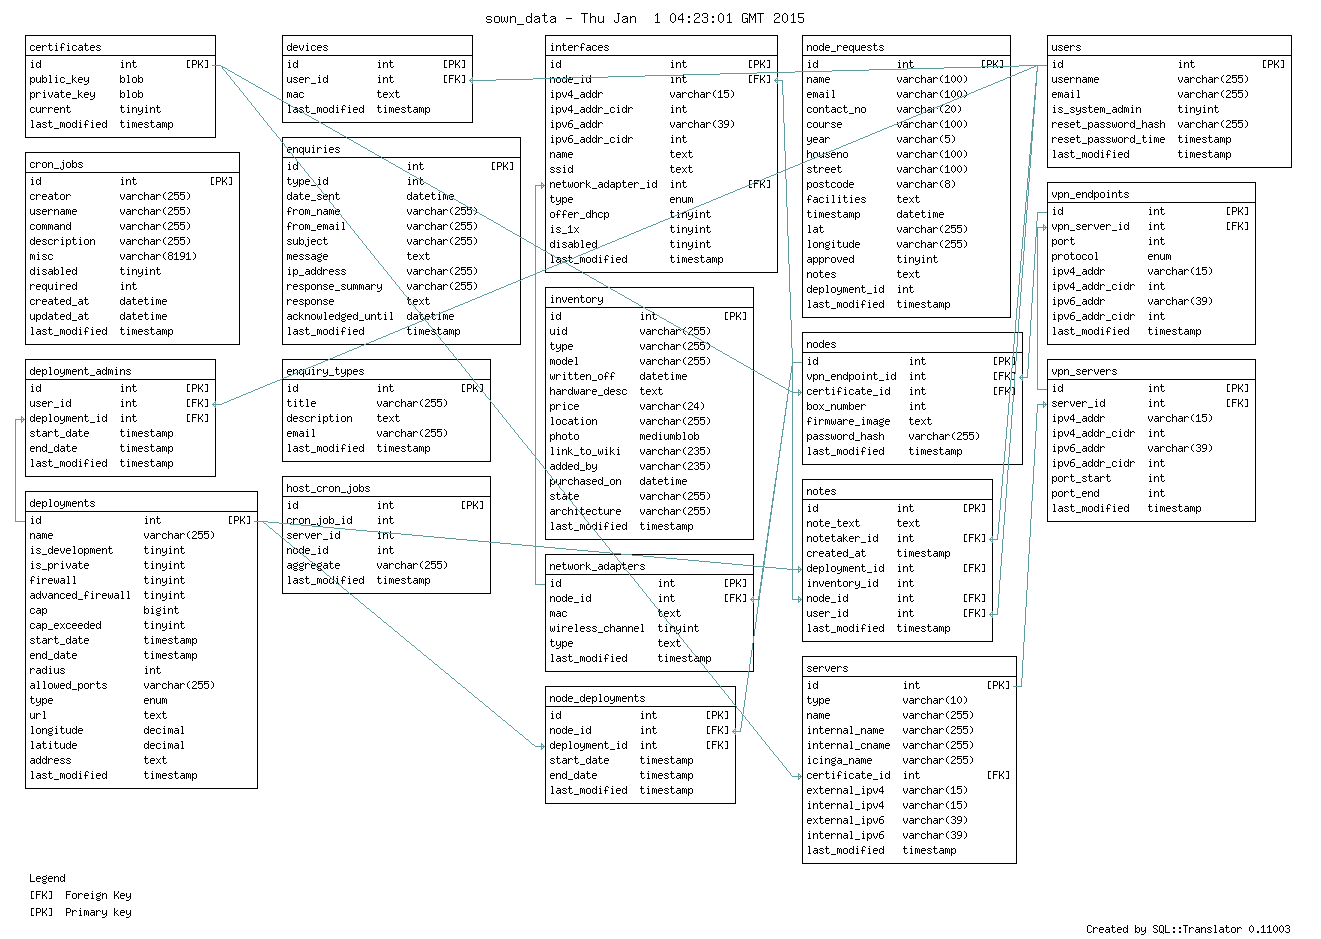 sown_data - Thu Jan  1 04:23:01 GMT 2015
certificates
id int [PK]
public_key blob
private_key blob
current tinyint
last_modified timestamp
cron_jobs
id int [PK]
creator varchar(255)
username varchar(255)
command varchar(255)
description varchar(255)
misc varchar(8191)
disabled tinyint
required int
created_at datetime
updated_at datetime
last_modified timestamp
deployment_admins
id int [PK]
user_id int [FK]
deployment_id int [FK]
start_date timestamp
end_date timestamp
last_modified timestamp
deployments
id int [PK]
name varchar(255)
is_development tinyint
is_private tinyint
firewall tinyint
advanced_firewall tinyint
cap bigint
cap_exceeded tinyint
start_date timestamp
end_date timestamp
radius int
allowed_ports varchar(255)
type enum
url text
longitude decimal
latitude decimal
address text
last_modified timestamp
devices
id int [PK]
user_id int [FK]
mac text
last_modified timestamp
enquiries
id int [PK]
type_id int
date_sent datetime
from_name varchar(255)
from_email varchar(255)
subject varchar(255)
message text
ip_address varchar(255)
response_summary varchar(255)
response text
acknowledged_until datetime
last_modified timestamp
enquiry_types
id int [PK]
title varchar(255)
description text
email varchar(255)
last_modified timestamp
host_cron_jobs
id int [PK]
cron_job_id int
server_id int
node_id int
aggregate varchar(255)
last_modified timestamp
interfaces
id int [PK]
node_id int [FK]
ipv4_addr varchar(15)
ipv4_addr_cidr int
ipv6_addr varchar(39)
ipv6_addr_cidr int
name text
ssid text
network_adapter_id int [FK]
type enum
offer_dhcp tinyint
is_1x tinyint
disabled tinyint
last_modified timestamp
inventory
id int [PK]
uid varchar(255)
type varchar(255)
model varchar(255)
written_off datetime
hardware_desc text
price varchar(24)
location varchar(255)
photo mediumblob
link_to_wiki varchar(235)
added_by varchar(235)
purchased_on datetime
state varchar(255)
architecture varchar(255)
last_modified timestamp
network_adapters
id int [PK]
node_id int [FK]
mac text
wireless_channel tinyint
type text
last_modified timestamp
node_deployments
id int [PK]
node_id int [FK]
deployment_id int [FK]
start_date timestamp
end_date timestamp
last_modified timestamp
node_requests
id int [PK]
name varchar(100)
email varchar(100)
contact_no varchar(20)
course varchar(100)
year varchar(5)
houseno varchar(100)
street varchar(100)
postcode varchar(8)
facilities text
timestamp datetime
lat varchar(255)
longitude varchar(255)
approved tinyint
notes text
deployment_id int
last_modified timestamp
nodes
id int [PK]
vpn_endpoint_id int [FK]
certificate_id int [FK]
box_number int
firmware_image text
password_hash varchar(255)
last_modified timestamp
notes
id int [PK]
note_text text
notetaker_id int [FK]
created_at timestamp
deployment_id int [FK]
inventory_id int
node_id int [FK]
user_id int [FK]
last_modified timestamp
servers
id int [PK]
type varchar(10)
name varchar(255)
internal_name varchar(255)
internal_cname varchar(255)
icinga_name varchar(255)
certificate_id int [FK]
external_ipv4 varchar(15)
internal_ipv4 varchar(15)
external_ipv6 varchar(39)
internal_ipv6 varchar(39)
last_modified timestamp
users
id int [PK]
username varchar(255)
email varchar(255)
is_system_admin tinyint
reset_password_hash varchar(255)
reset_password_time timestamp
last_modified timestamp
vpn_endpoints
id int [PK]
vpn_server_id int [FK]
port int
protocol enum
ipv4_addr varchar(15)
ipv4_addr_cidr int
ipv6_addr varchar(39)
ipv6_addr_cidr int
last_modified timestamp
vpn_servers
id int [PK]
server_id int [FK]
ipv4_addr varchar(15)
ipv4_addr_cidr int
ipv6_addr varchar(39)
ipv6_addr_cidr int
port_start int
port_end int
last_modified timestamp
Legend
[FK] Foreign Key
[PK] Primary key
Created by SQL::Translator 0.11003